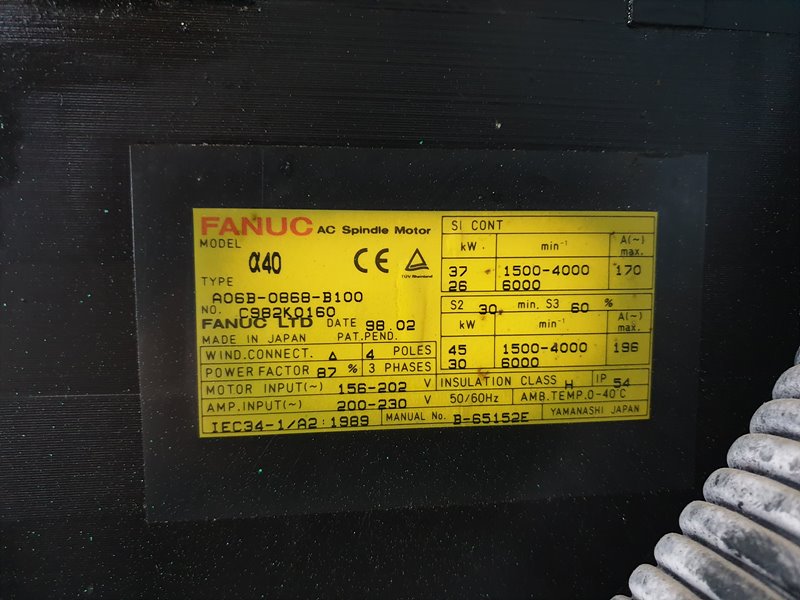 FANUC AC Spindle Motor
MODEL
α40
CE
TÜV Rheinland
TYPE
A06B-0868-B100
NO. C982K0160
FANUC LTD DATE 98.02
MADE IN JAPAN PAT.PEND.
WIND.CONNECT. △ 4 POLES
POWER FACTOR 87 % 3 PHASES
MOTOR INPUT(~) 156-202 V
AMP.INPUT(~) 200-230 V 50/60Hz
IEC34-1/A2:1989
MANUAL No. B-65152E
S1 CONT
kW min⁻¹ A(~) max.
37 1500-4000 170
26 6000
S2 30 min. S3 60 %
kW min⁻¹ A(~) max.
45 1500-4000 196
30 6000
INSULATION CLASS H IP 54
AMB.TEMP.0-40°C
YAMANASHI JAPAN